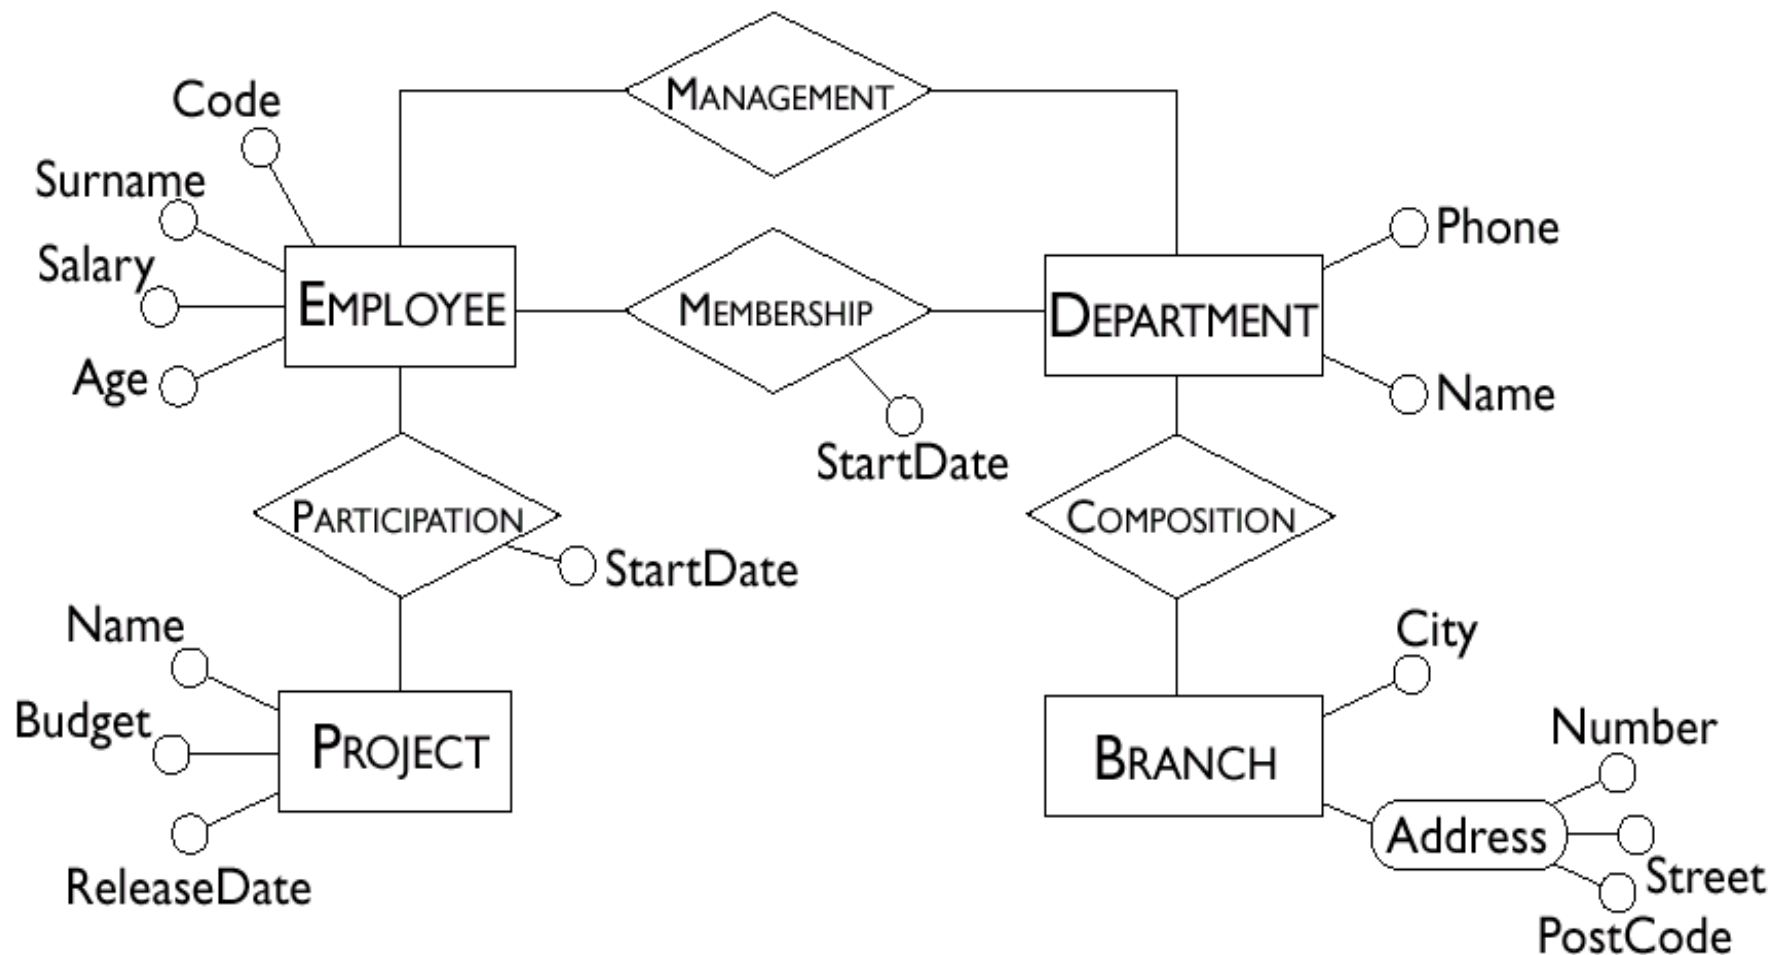 MANAGEMENT
Code
Surname
Salary
Age
EMPLOYEE
MEMBERSHIP
StartDate
DEPARTMENT
Phone
Name
PARTICIPATION
StartDate
COMPOSITION
Name
Budget
ReleaseDate
PROJECT
BRANCH
City
Number
Address
Street
PostCode